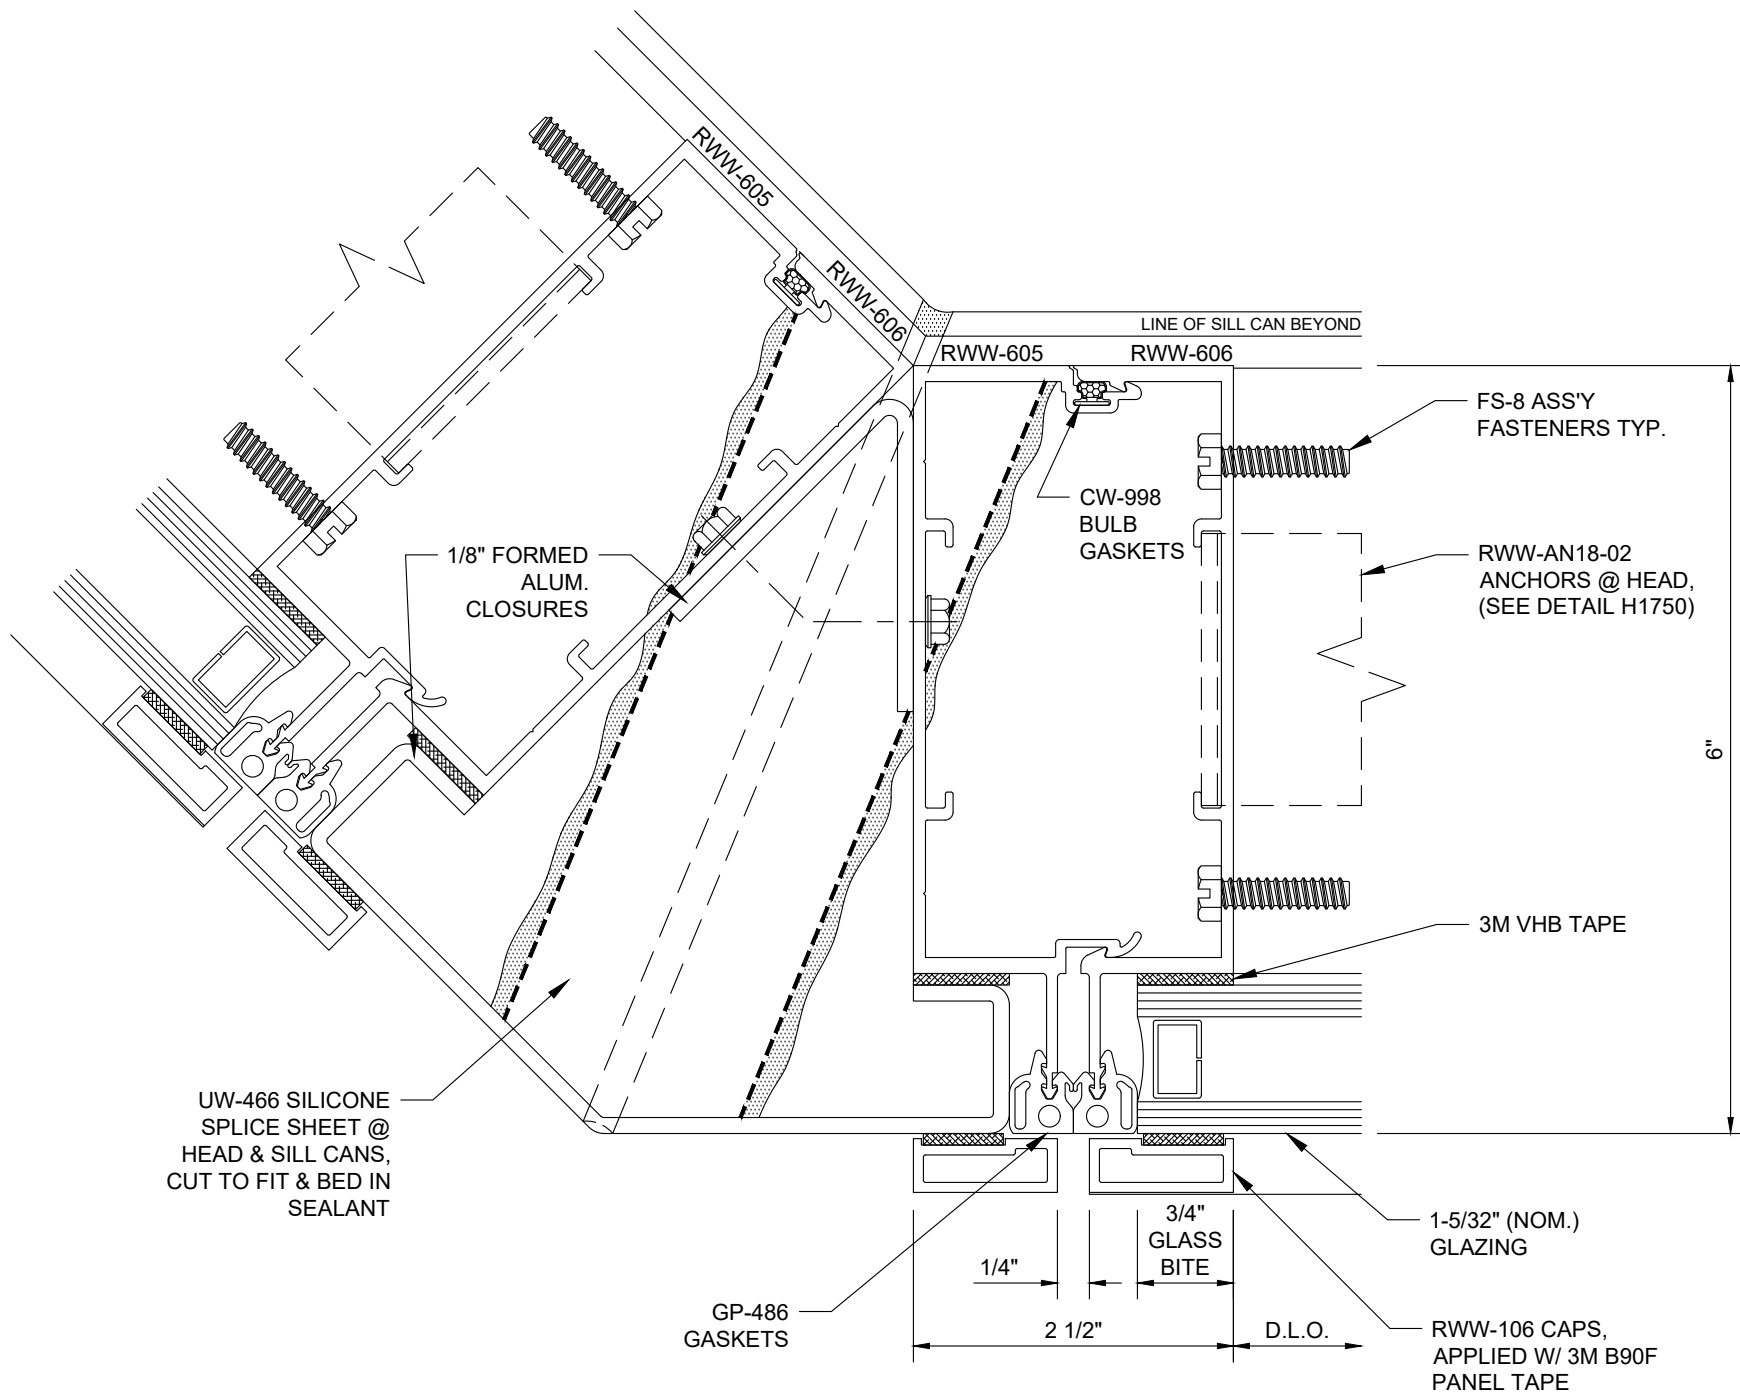 RWW-605
RWW-606
LINE OF SILL CAN BEYOND
RWW-605
RWW-606
FS-8 ASS'Y
FASTENERS TYP.
CW-998
BULB
GASKETS
1/8" FORMED
ALUM.
CLOSURES
RWW-AN18-02
ANCHORS @ HEAD,
(SEE DETAIL H1750)
6"
3M VHB TAPE
UW-466 SILICONE
SPLICE SHEET @
HEAD & SILL CANS,
CUT TO FIT & BED IN
SEALANT
3/4"
GLASS
BITE
1/4"
1-5/32" (NOM.)
GLAZING
GP-486
GASKETS
2 1/2"
D.L.O.
RWW-106 CAPS,
APPLIED W/ 3M B90F
PANEL TAPE